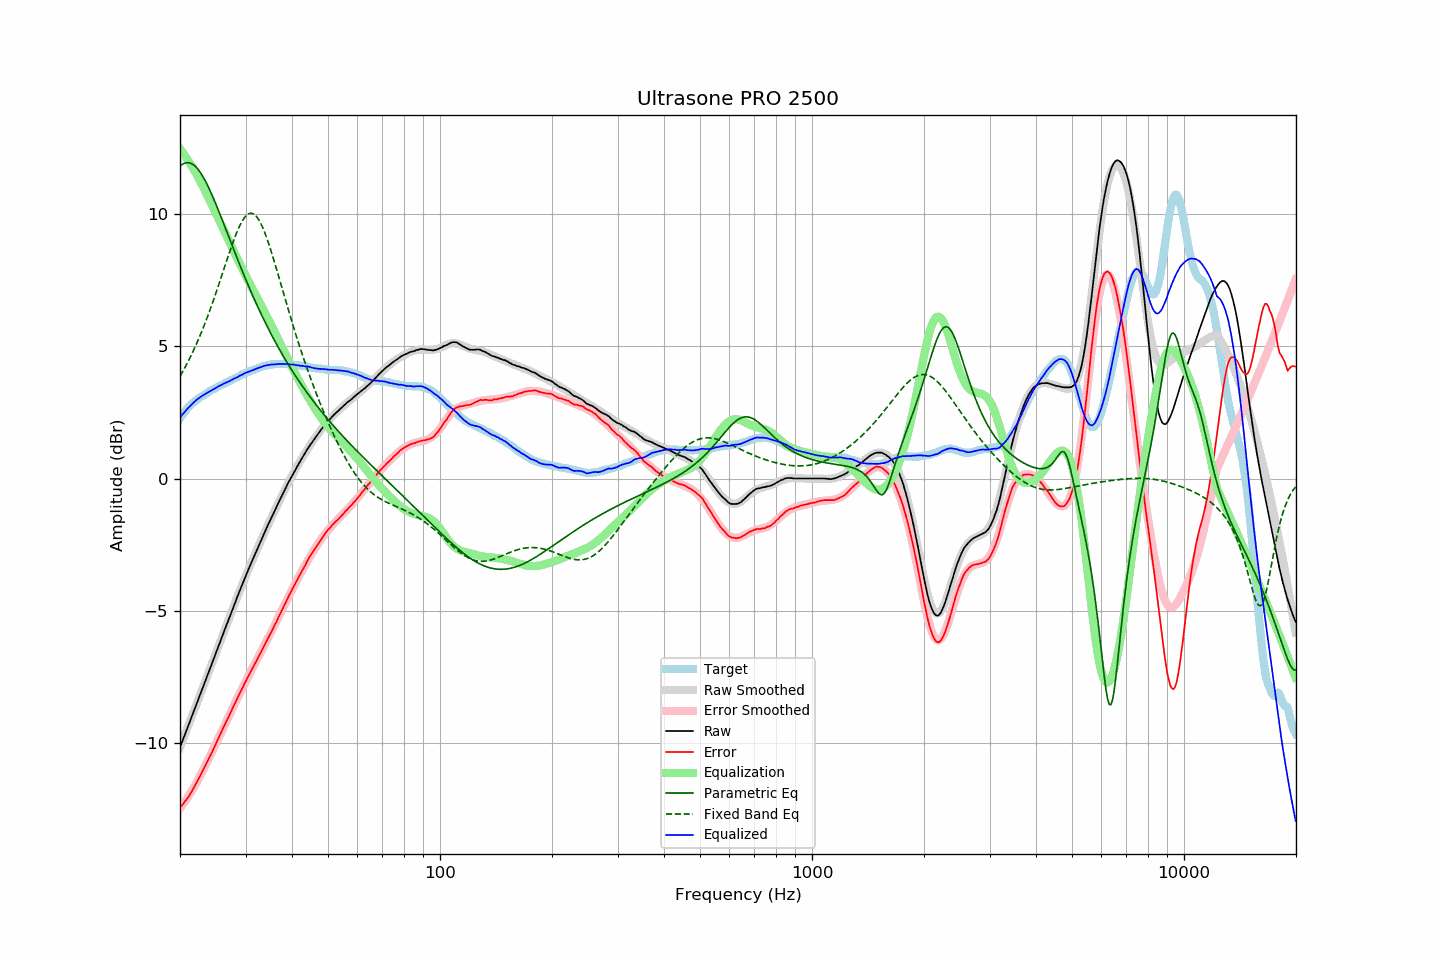 Ultrasone PRO 2500
Amplitude (dBr)
10
5
0
−5
−10
Target
Raw Smoothed
Error Smoothed
Raw
Error
Equalization
Parametric Eq
Fixed Band Eq
Equalized
100
1000
10000
Frequency (Hz)